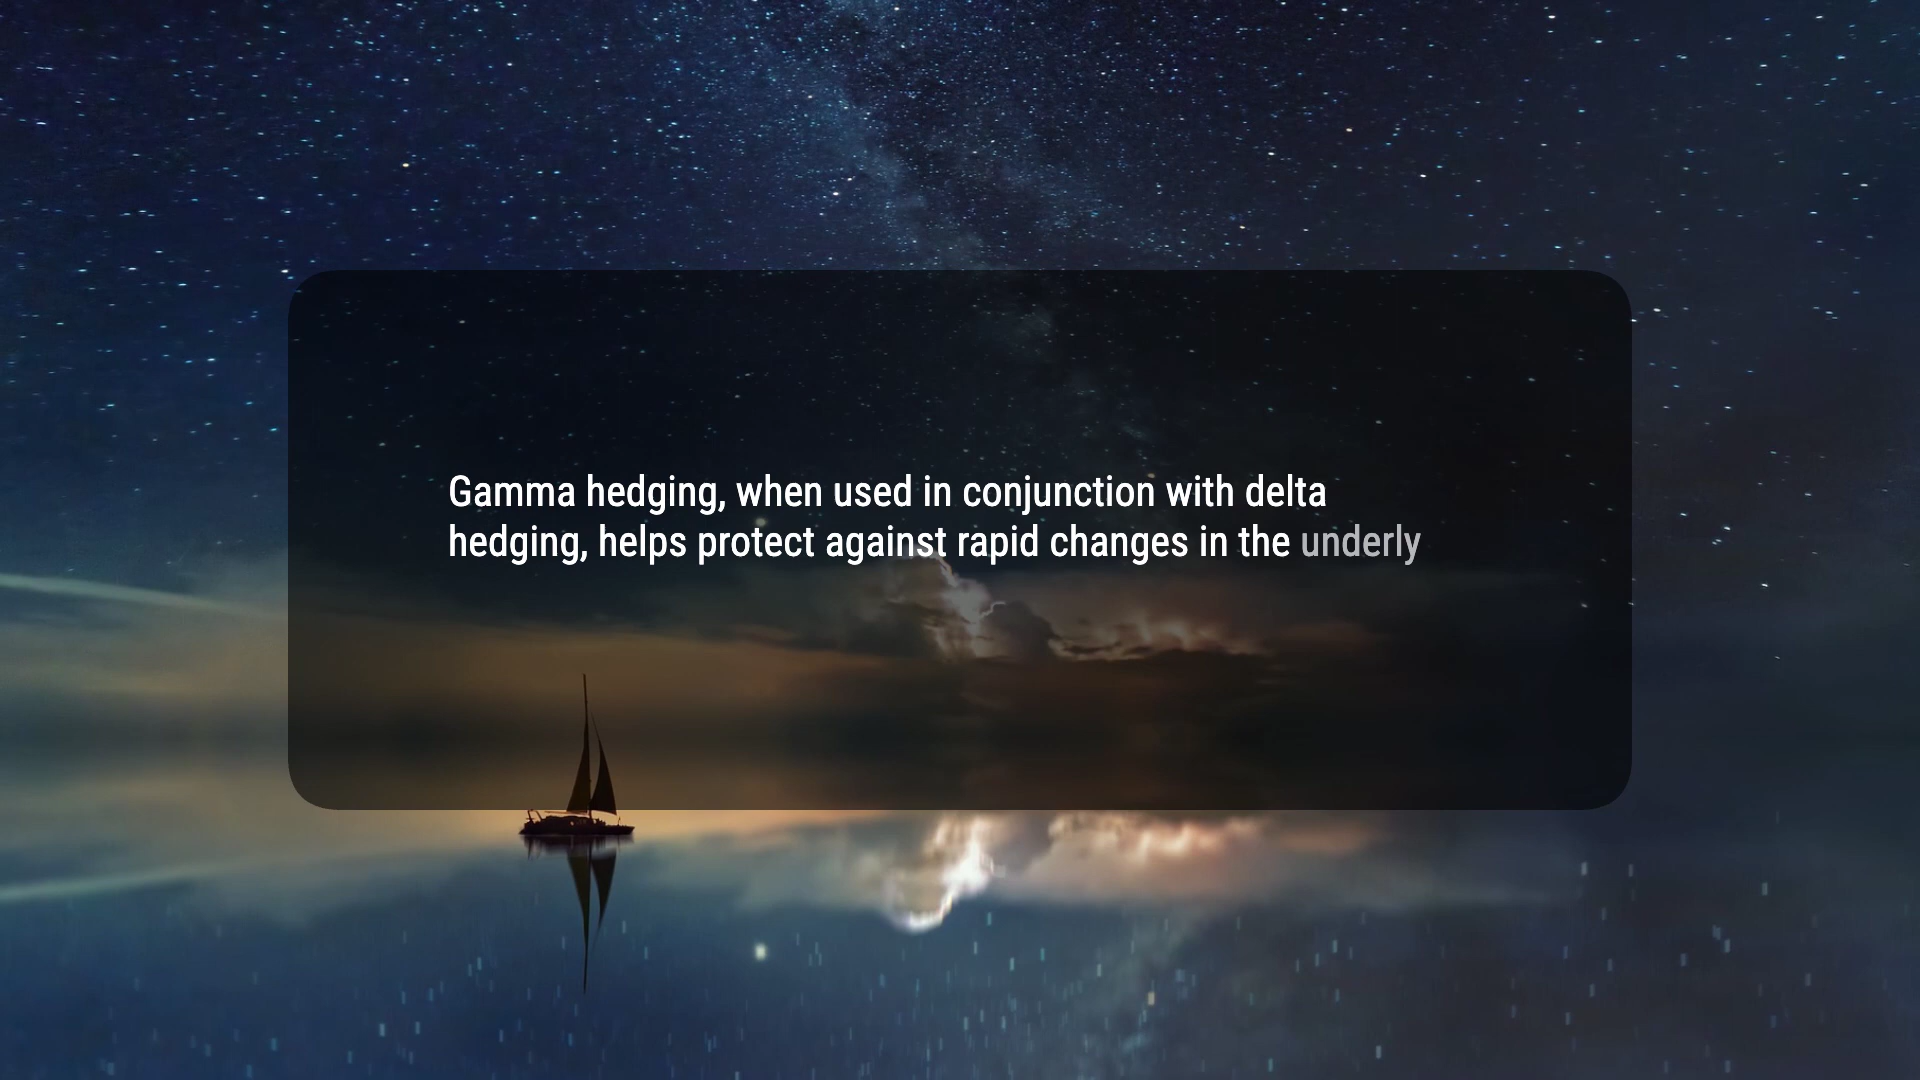 Gamma hedging, when used in conjunction with delta
hedging, helps protect against rapid changes in the underly